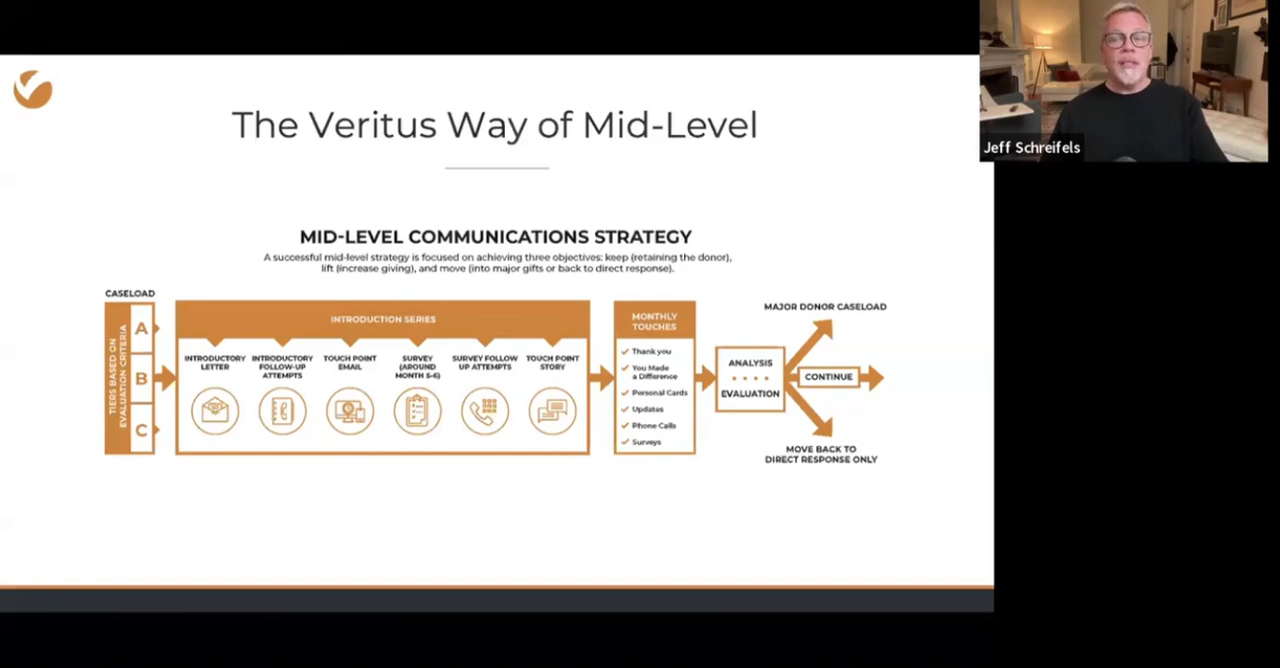 The Veritus Way of Mid-Level
Jeff Schreifels
MID-LEVEL COMMUNICATIONS STRATEGY
A successful mid-level strategy is focused on achieving three objectives: keep (retaining the donor),
lift (increase giving), and move (into major gifts or back to direct response).
CASELOAD
TIERS BASED ON
EVALUATION CRITERIA
A
B
C
INTRODUCTION SERIES
INTRODUCTORY
LETTER
INTRODUCTORY
FOLLOW-UP
ATTEMPTS
TOUCH POINT
EMAIL
SURVEY
(AROUND
MONTH 5-6)
SURVEY FOLLOW
UP ATTEMPTS
TOUCH POINT
STORY
MONTHLY
TOUCHES
Thank you
You Made
a Difference
Personal Cards
Updates
Phone Calls
Surveys
ANALYSIS
EVALUATION
MAJOR DONOR CASELOAD
CONTINUE
MOVE BACK TO
DIRECT RESPONSE ONLY